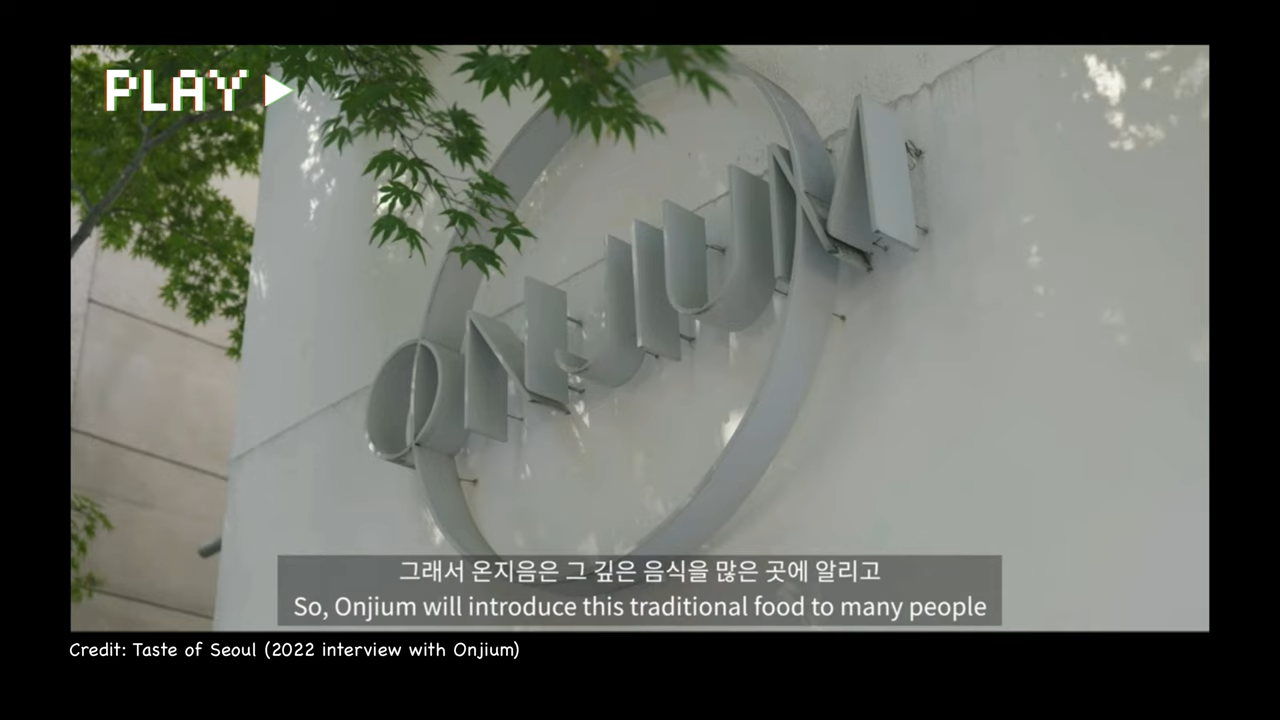 PLAY
ONJIUM
그래서 온지음은 그 깊은 음식을 많은 곳에 알리고
So, Onjium will introduce this traditional food to many people
Credit: Taste of Seoul (2022 interview with Onjium)